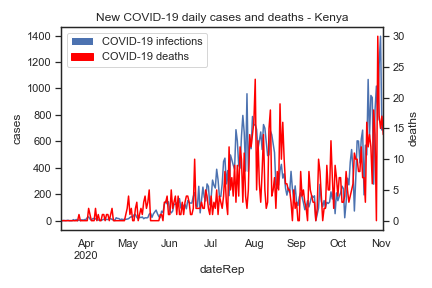 New COVID-19 daily cases and deaths - Kenya
COVID-19 infections
COVID-19 deaths
1400
1200
1000
800
600
400
200
0
cases
30
25
20
15
10
5
0
deaths
Apr May Jun Jul Aug Sep Oct Nov
2020
dateRep